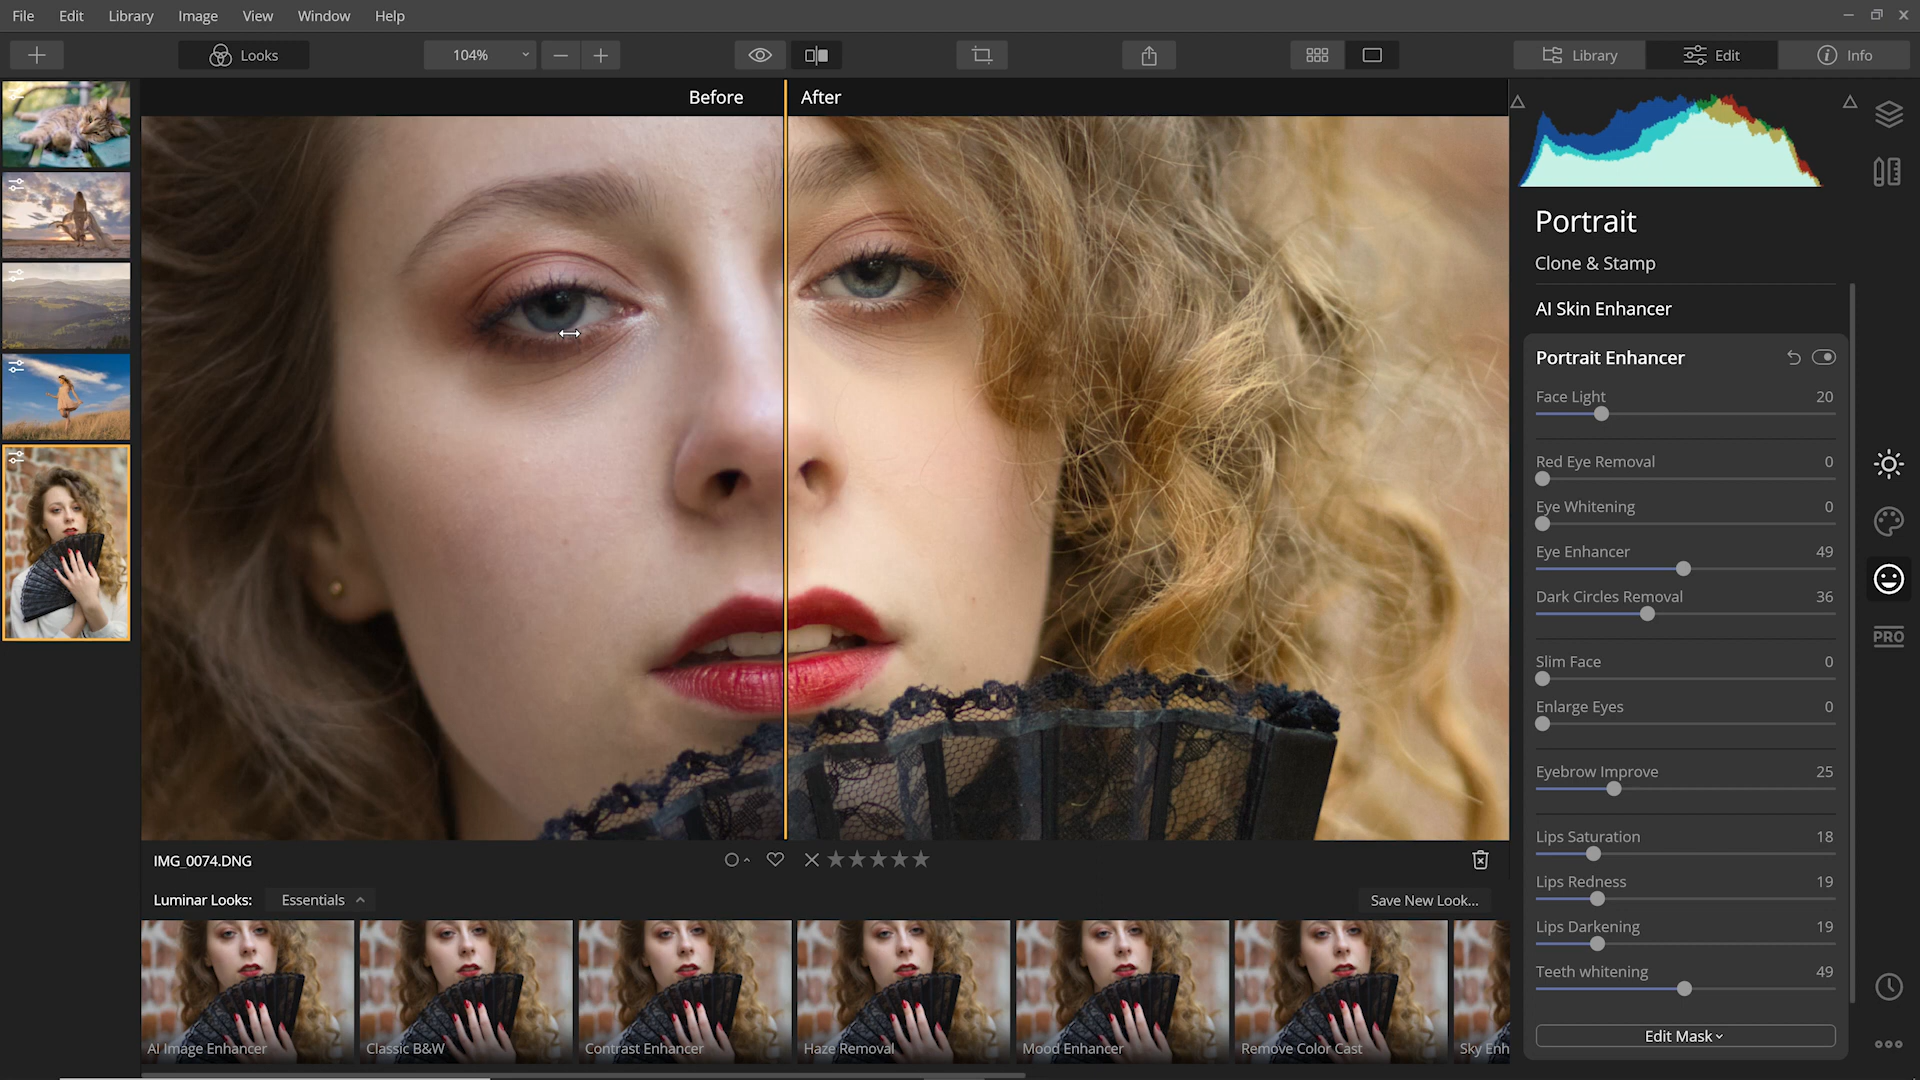 File Edit Library Image View Window Help
Looks 104% Library Edit Info
Before After
Portrait
Clone & Stamp
AI Skin Enhancer
Portrait Enhancer
Face Light 20
Red Eye Removal 0
Eye Whitening 0
Eye Enhancer 49
Dark Circles Removal 36
Slim Face 0
Enlarge Eyes 0
Eyebrow Improve 25
Lips Saturation 18
Lips Redness 19
Lips Darkening 19
Teeth whitening 49
Edit Mask
PRO
IMG_0074.DNG
Luminar Looks: Essentials Save New Look...
AI Image Enhancer Classic B&W Contrast Enhancer Haze Removal Mood Enhancer Remove Color Cast Sky Enh